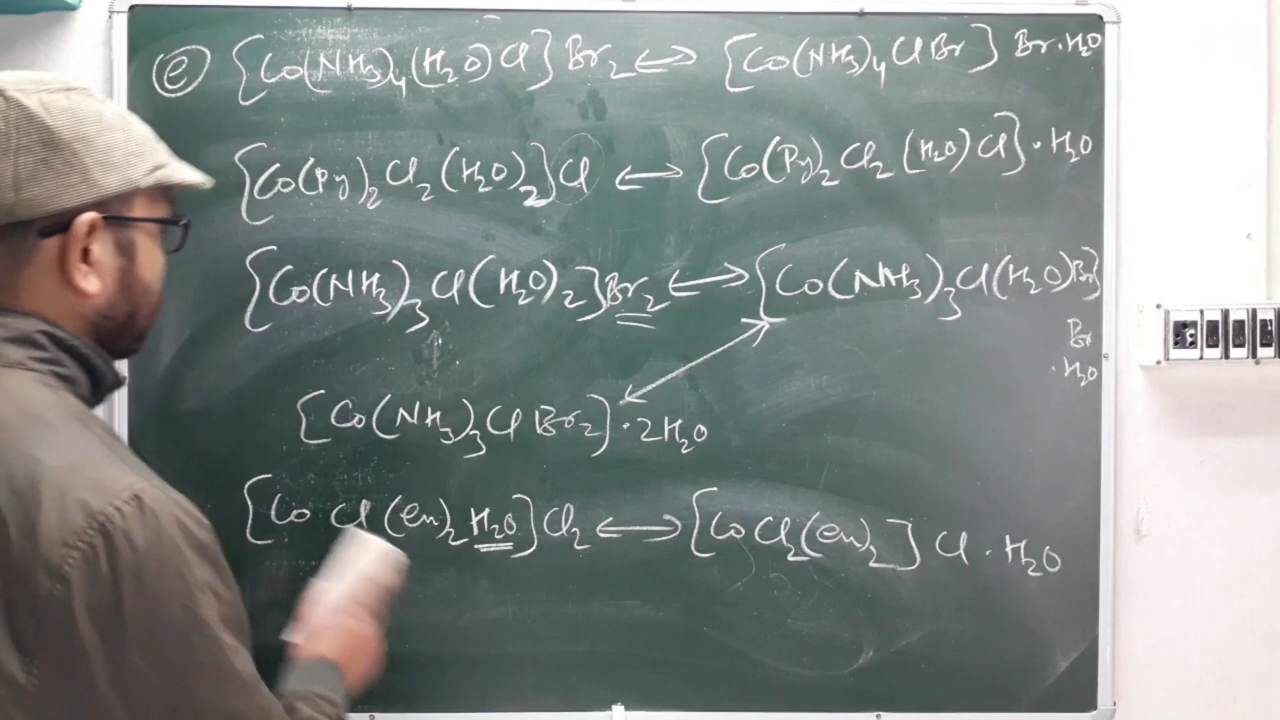 (e) [Co(NH₃)₄(H₂O)Cl]Br₂ ↔ [Co(NH₃)₄ClBr] Br·H₂O
[Co(Py)₂Cl₂(H₂O)₂]Cl ↔ [Co(Py)₂Cl₂(H₂O)Cl]·H₂O
[Co(NH₃)₃Cl(H₂O)₂]Br₂ ↔ [Co(NH₃)₃Cl(H₂O)Br]
Br
·H₂O
[Co(NH₃)₃ClBr₂]·2H₂O
[CoCl(en)₂H₂O]Cl₂ ↔ [CoCl₂(en)₂]Cl·H₂O